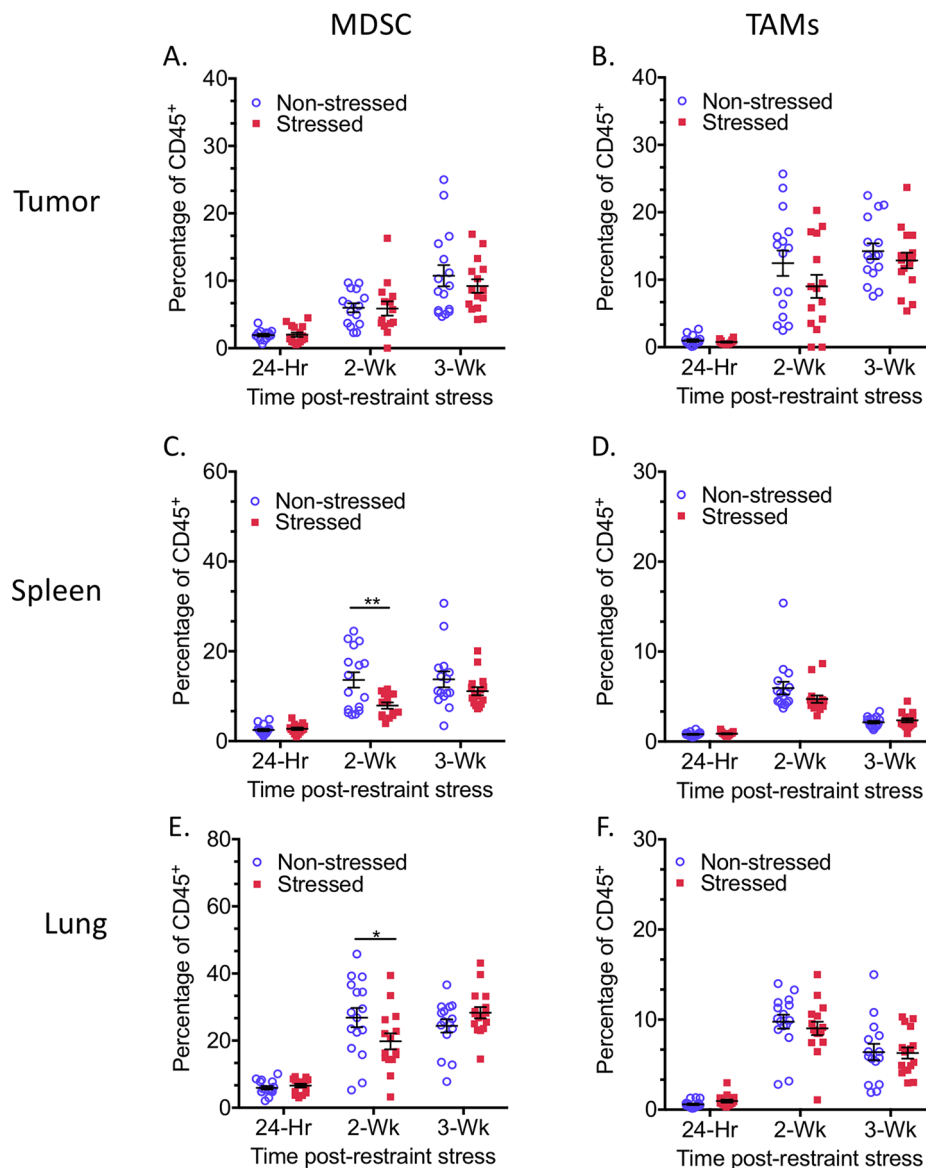 MDSC
TAMs
Tumor
A.
Percentage of CD45⁺
40
30
20
10
0
Non-stressed
Stressed
24-Hr 2-Wk 3-Wk
Time post-restraint stress
B.
Percentage of CD45⁺
40
30
20
10
0
Non-stressed
Stressed
24-Hr 2-Wk 3-Wk
Time post-restraint stress
Spleen
C.
Percentage of CD45⁺
60
40
20
0
Non-stressed
Stressed
**
24-Hr 2-Wk 3-Wk
Time post-restraint stress
D.
Percentage of CD45⁺
30
20
10
0
Non-stressed
Stressed
24-Hr 2-Wk 3-Wk
Time post-restraint stress
Lung
E.
Percentage of CD45⁺
80
60
40
20
0
Non-stressed
Stressed
*
24-Hr 2-Wk 3-Wk
Time post-restraint stress
F.
Percentage of CD45⁺
30
20
10
0
Non-stressed
Stressed
24-Hr 2-Wk 3-Wk
Time post-restraint stress